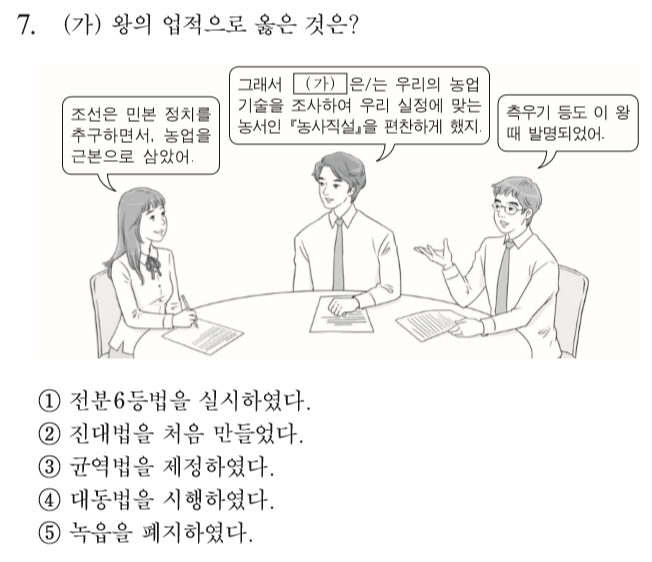 7. (가) 왕의 업적으로 옳은 것은?
조선은 민본 정치를
추구하면서, 농업을
근본으로 삼았어.
그래서 (가) 은/는 우리의 농업
기술을 조사하여 우리 실정에 맞는
농서인 『농사직설』을 편찬하게 했지.
측우기 등도 이 왕
때 발명되었어.
① 전분6등법을 실시하였다.
② 진대법을 처음 만들었다.
③ 균역법을 제정하였다.
④ 대동법을 시행하였다.
⑤ 녹읍을 폐지하였다.